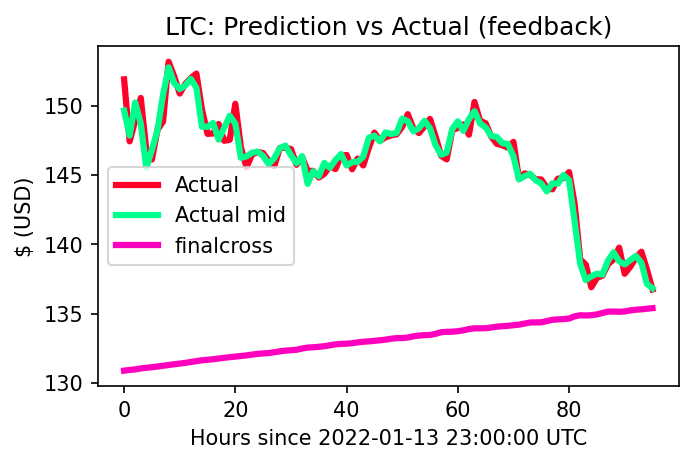 LTC: Prediction vs Actual (feedback)
$ (USD)
150
145
140
135
130
Actual
Actual mid
finalcross
0
20
40
60
80
Hours since 2022-01-13 23:00:00 UTC